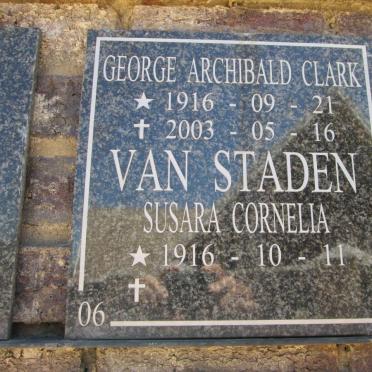 GEORGE ARCHIBALD CLARK
★ 1916 - 09 - 21
✝ 2003 - 05 - 16
VAN STADEN
SUSARA CORNELIA
★ 1916 - 10 - 11
✝
06